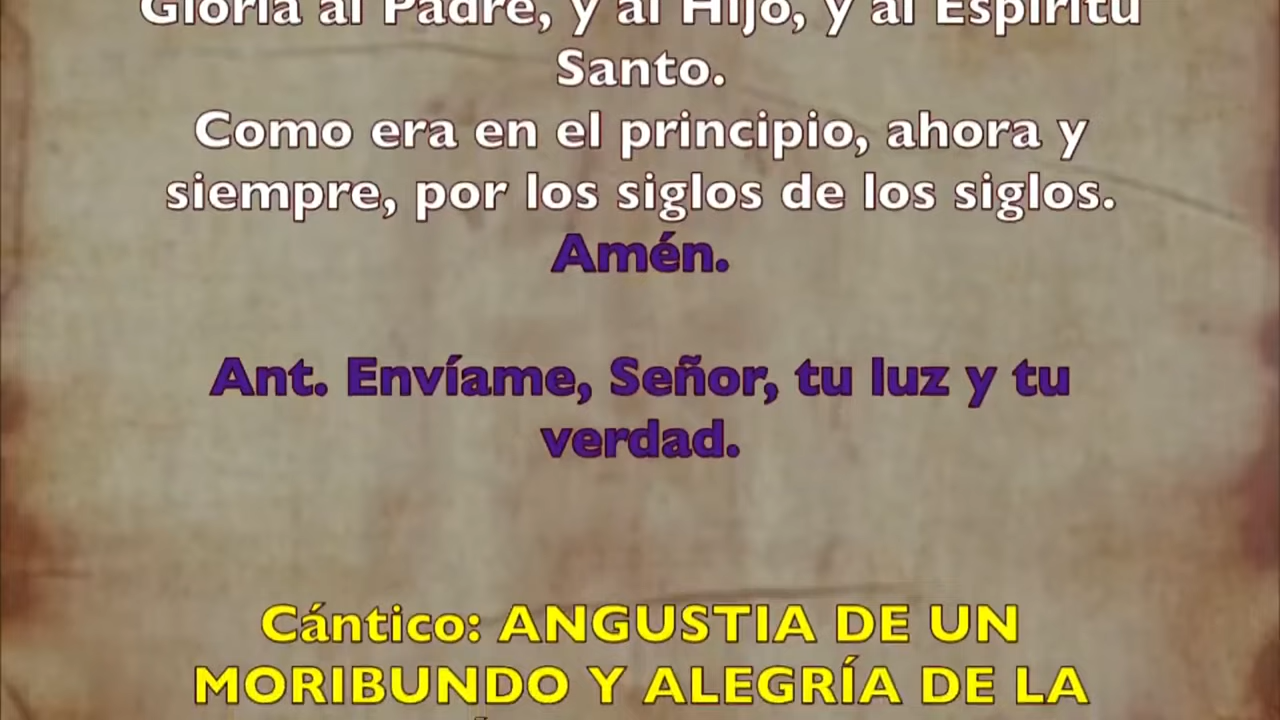 Gloria al Padre, y al Hijo, y al Espíritu
Santo.
Como era en el principio, ahora y
siempre, por los siglos de los siglos.
Amén.
Ant. Envíame, Señor, tu luz y tu
verdad.
Cántico: ANGUSTIA DE UN
MORIBUNDO Y ALEGRÍA DE LA